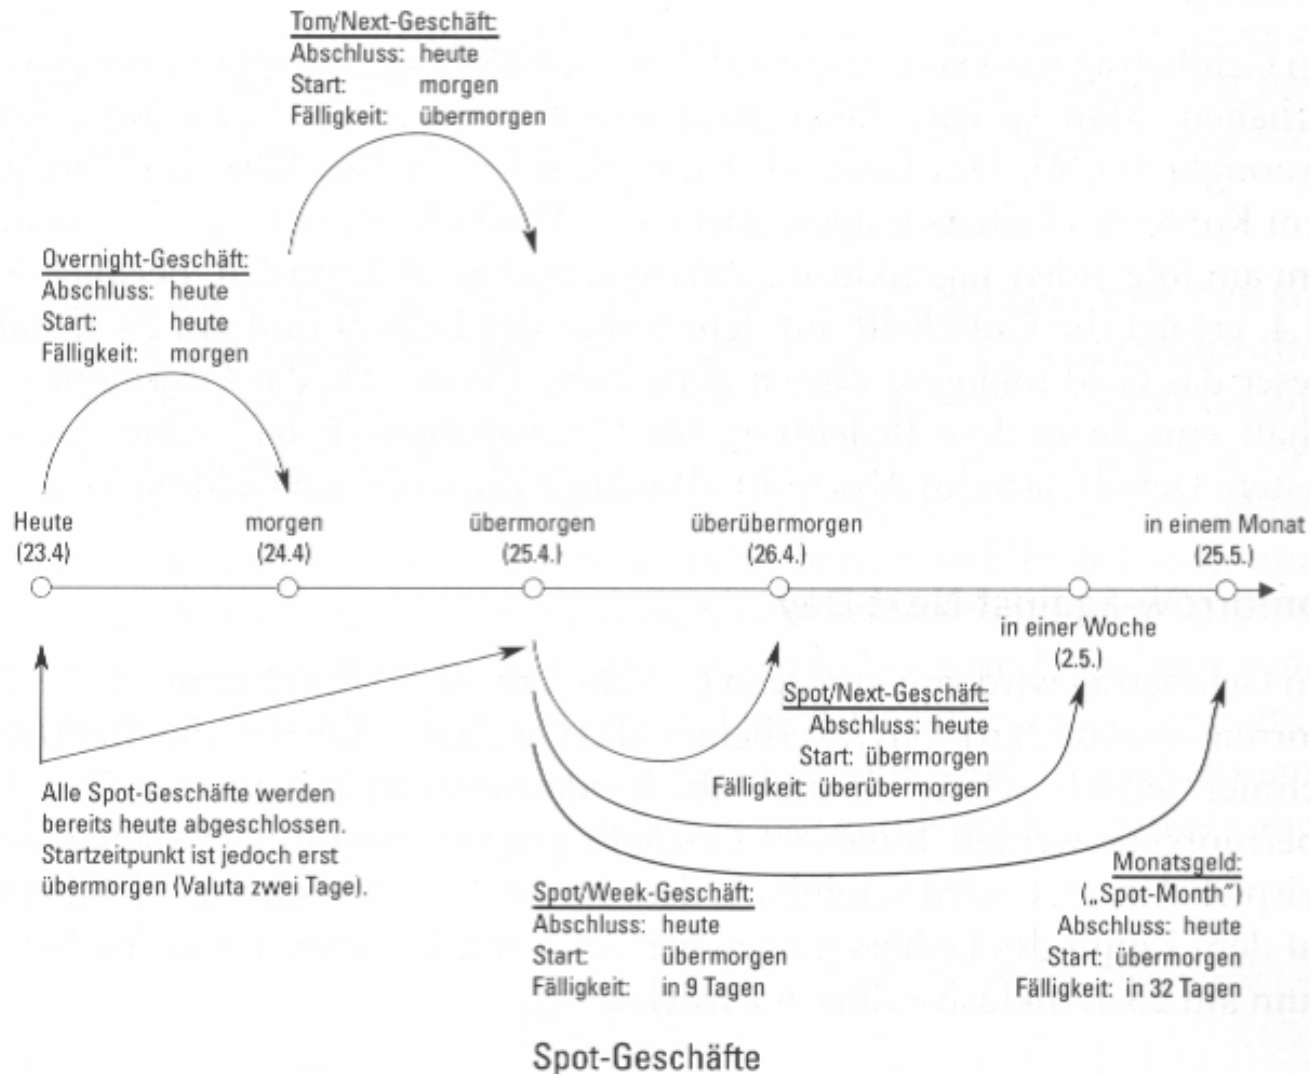 Tom/Next-Geschäft:
Abschluss: heute
Start: morgen
Fälligkeit: übermorgen
Overnight-Geschäft:
Abschluss: heute
Start: heute
Fälligkeit: morgen
Heute
(23.4)
morgen
(24.4)
übermorgen
(25.4.)
überübermorgen
(26.4.)
in einem Monat
(25.5.)
in einer Woche
(2.5.)
Alle Spot-Geschäfte werden
bereits heute abgeschlossen.
Startzeitpunkt ist jedoch erst
übermorgen (Valuta zwei Tage).
Spot/Next-Geschäft:
Abschluss: heute
Start: übermorgen
Fälligkeit: überübermorgen
Spot/Week-Geschäft:
Abschluss: heute
Start: übermorgen
Fälligkeit: in 9 Tagen
Monatsgeld:
(„Spot-Month“)
Abschluss: heute
Start: übermorgen
Fälligkeit: in 32 Tagen
Spot-Geschäfte